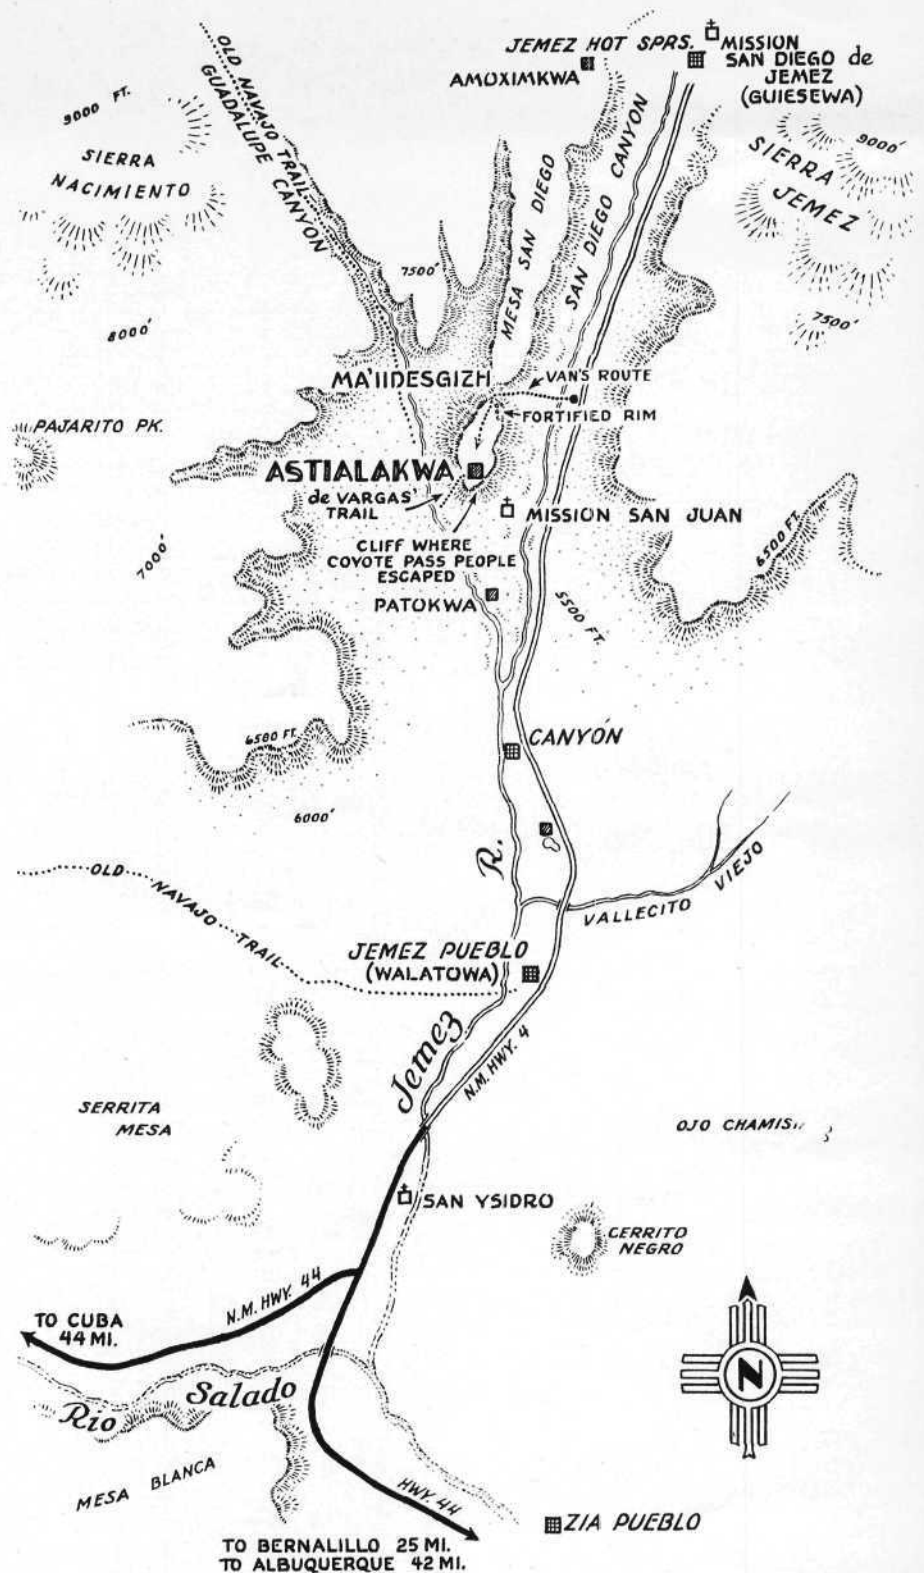 OLD NAVAJO TRAIL
GUADALUPE CANYON
JEMEZ HOT SPRS.
AMOXIMKWA
MISSION
SAN DIEGO de
JEMEZ
(GUIESEWA)
9000 FT.
SIERRA
NACIMIENTO
9000'
SIERRA
JEMEZ
MESA SAN DIEGO
SAN DIEGO CANYON
7500'
7500'
8000'
MA'IIDESGIZH
VAN'S ROUTE
FORTIFIED RIM
PAJARITO PK.
ASTIALAKWA
de VARGAS'
TRAIL
MISSION SAN JUAN
CLIFF WHERE
COYOTE PASS PEOPLE
ESCAPED
7000'
6500 FT.
PATOKWA
5500 FT.
6500 FT.
CANYÓN
6000'
OLD NAVAJO TRAIL
R.
VALLECITO VIEJO
JEMEZ PUEBLO
(WALATOWA)
Jemez
N.M. HWY. 4
SERRITA
MESA
OJO
SAN YSIDRO
CERRITO
NEGRO
N.M. HWY. 44
TO CUBA
44 MI.
N
Rio Salado
MESA BLANCA
HWY. 44
ZIA PUEBLO
TO BERNALILLO 25 MI.
TO ALBUQUERQUE 42 MI.